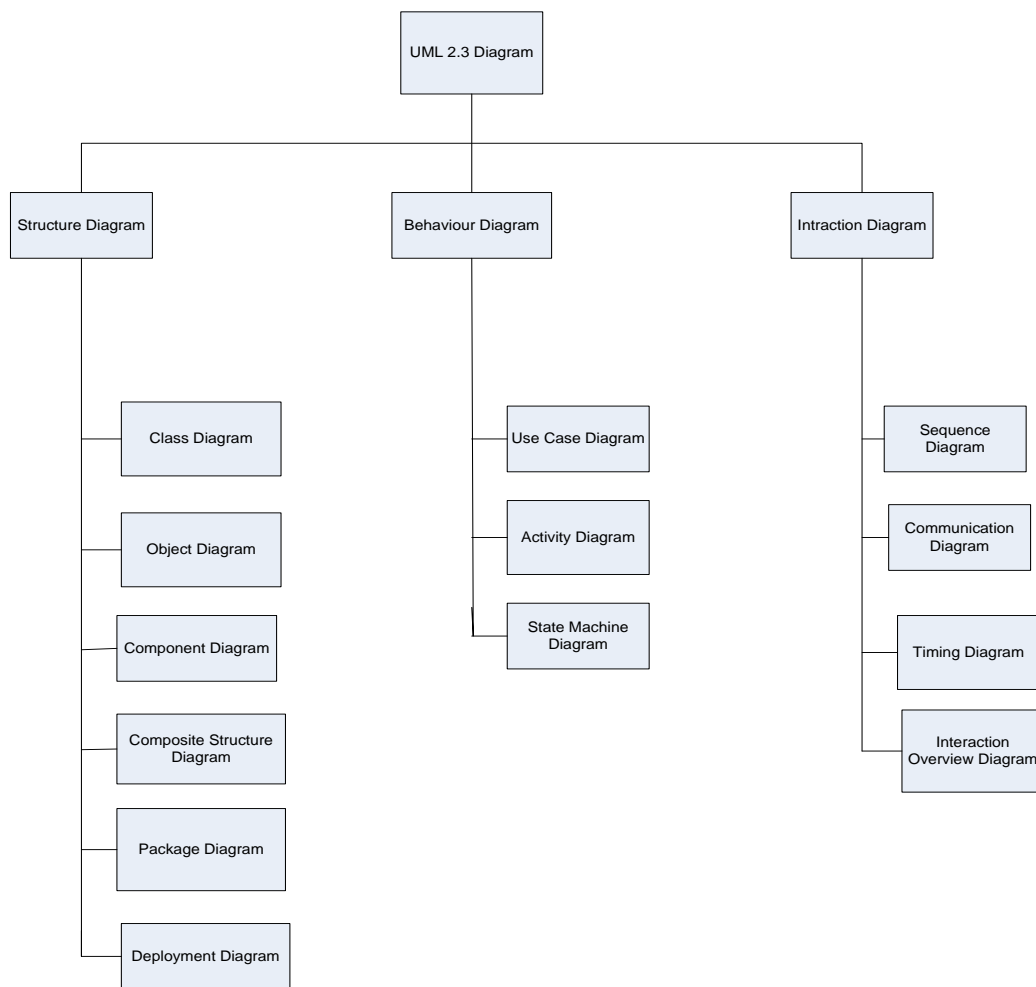 UML 2.3 Diagram
Structure Diagram
Behaviour Diagram
Intraction Diagram
Class Diagram
Object Diagram
Component Diagram
Composite Structure
Diagram
Package Diagram
Deployment Diagram
Use Case Diagram
Activity Diagram
State Machine
Diagram
Sequence
Diagram
Communication
Diagram
Timing Diagram
Interaction
Overview Diagram